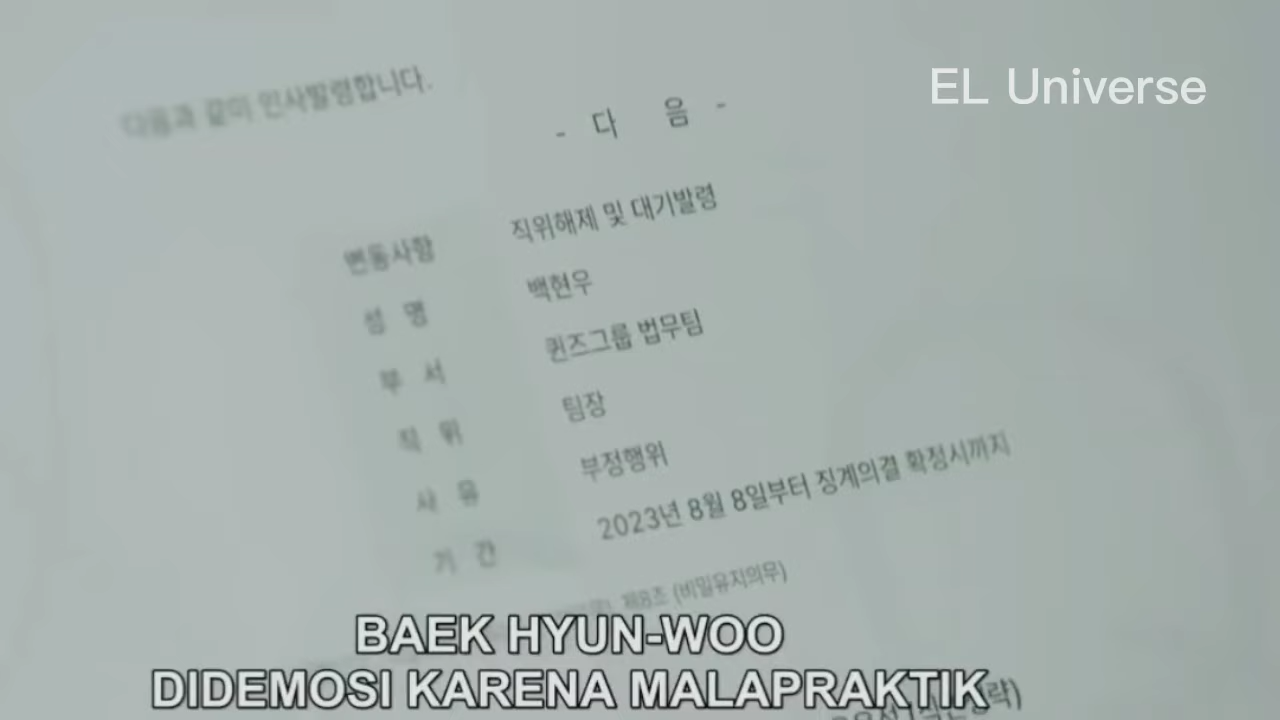 다음과 같이 인사발령합니다.
EL Universe
- 다 음 -
변동사항 직위해제 및 대기발령
성 명 백현우
부 서 퀸즈그룹 법무팀
직 위 팀장
사 유 부정행위
기 간 2023년 8월 8일부터 징계의결 확정시까지
제8조 (비밀유지의무)
BAEK HYUN-WOO
DIDEMOSI KARENA MALAPRAKTIK